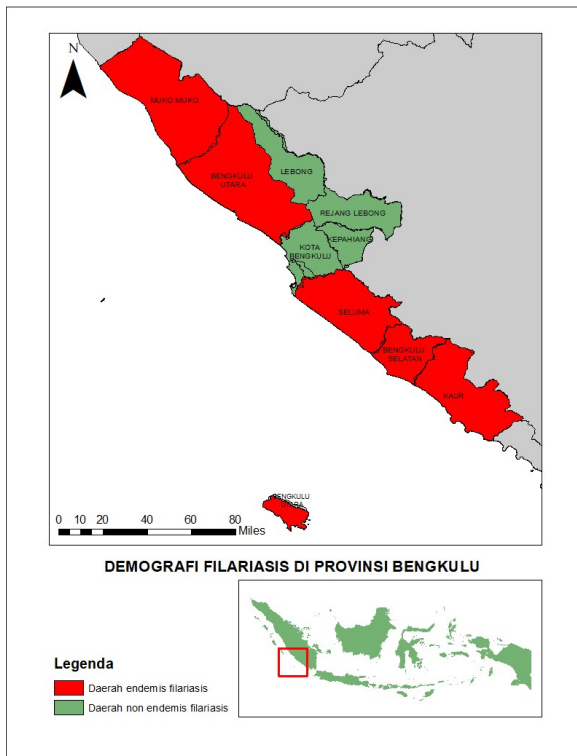 N
MUKO MUKO
BENGKULU
UTARA
LEBONG
REJANG LEBONG
KEPAHIANG
KOTA
BENGKULU
SELUMA
BENGKULU
SELATAN
KAUR
BENGKULU
UTARA
0 5 10 20 40 60 80
Miles
DEMOGRAFI FILARIASIS DI PROVINSI BENGKULU
Legenda
Daerah endemis filariasis
Daerah non endemis filariasis